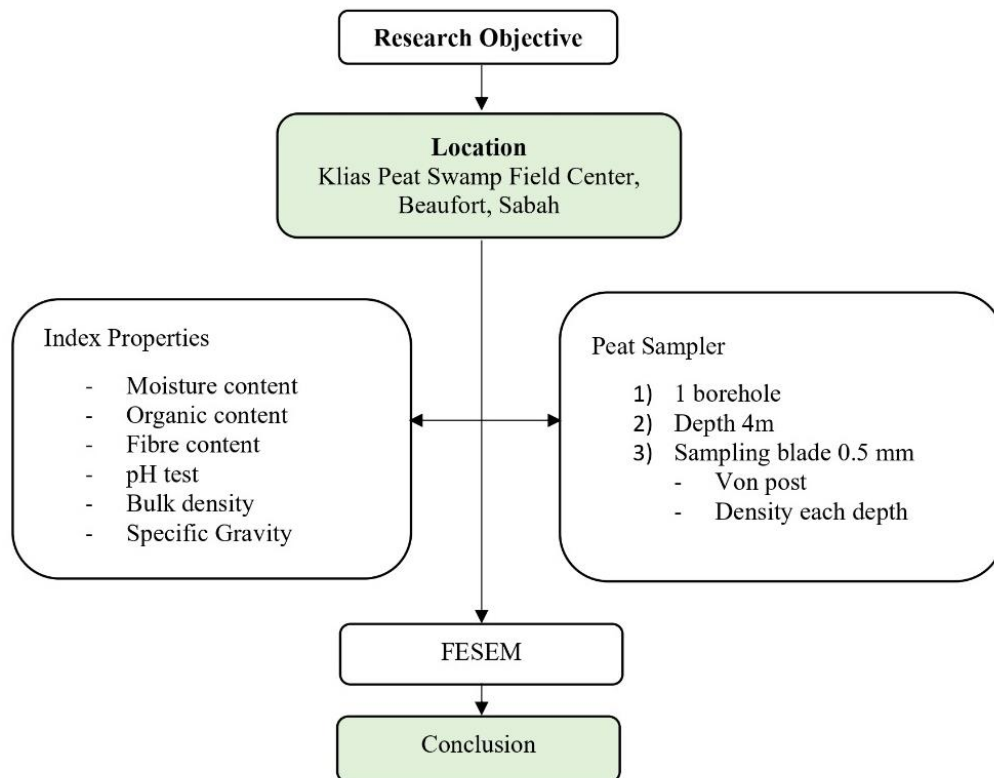 Research Objective
Location
Klias Peat Swamp Field Center,
Beaufort, Sabah
Index Properties
- Moisture content
- Organic content
- Fibre content
- pH test
- Bulk density
- Specific Gravity
Peat Sampler
1) 1 borehole
2) Depth 4m
3) Sampling blade 0.5 mm
- Von post
- Density each depth
FESEM
Conclusion